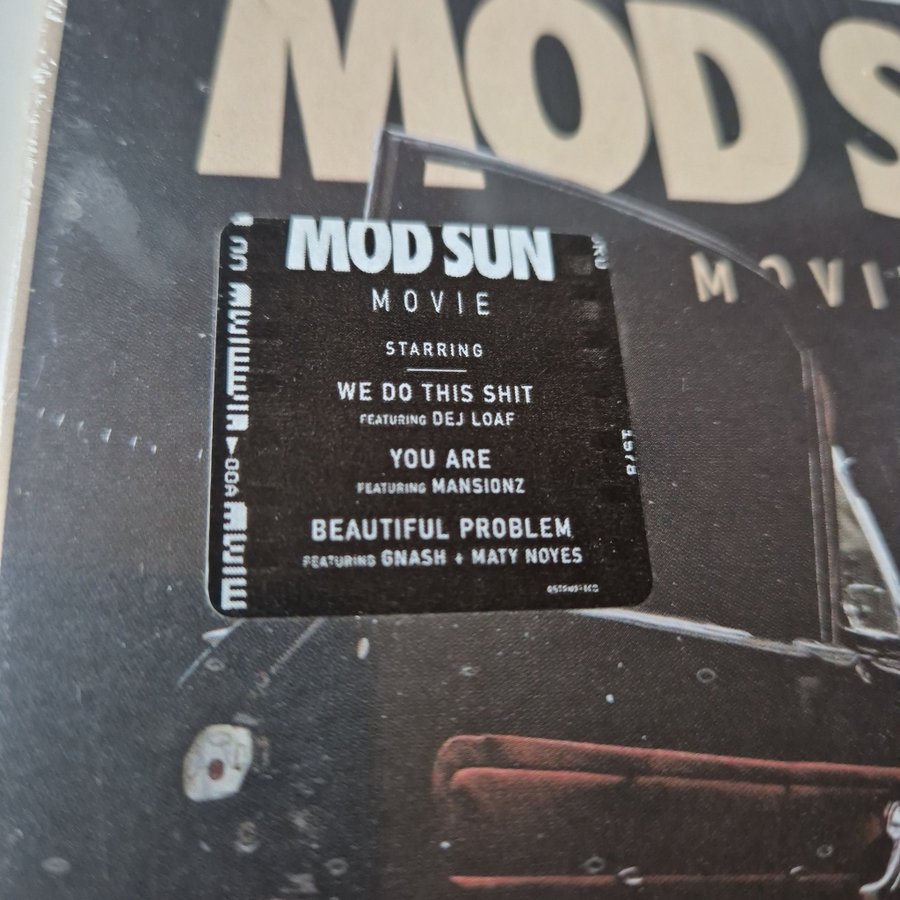 MOD S
MOVI
MOD SUN
MOVIE
STARRING
WE DO THIS SHIT
FEATURING DEJ LOAF
YOU ARE
FEATURING MANSIONZ
BEAUTIFUL PROBLEM
FEATURING GNASH + MATY NOYES
00A